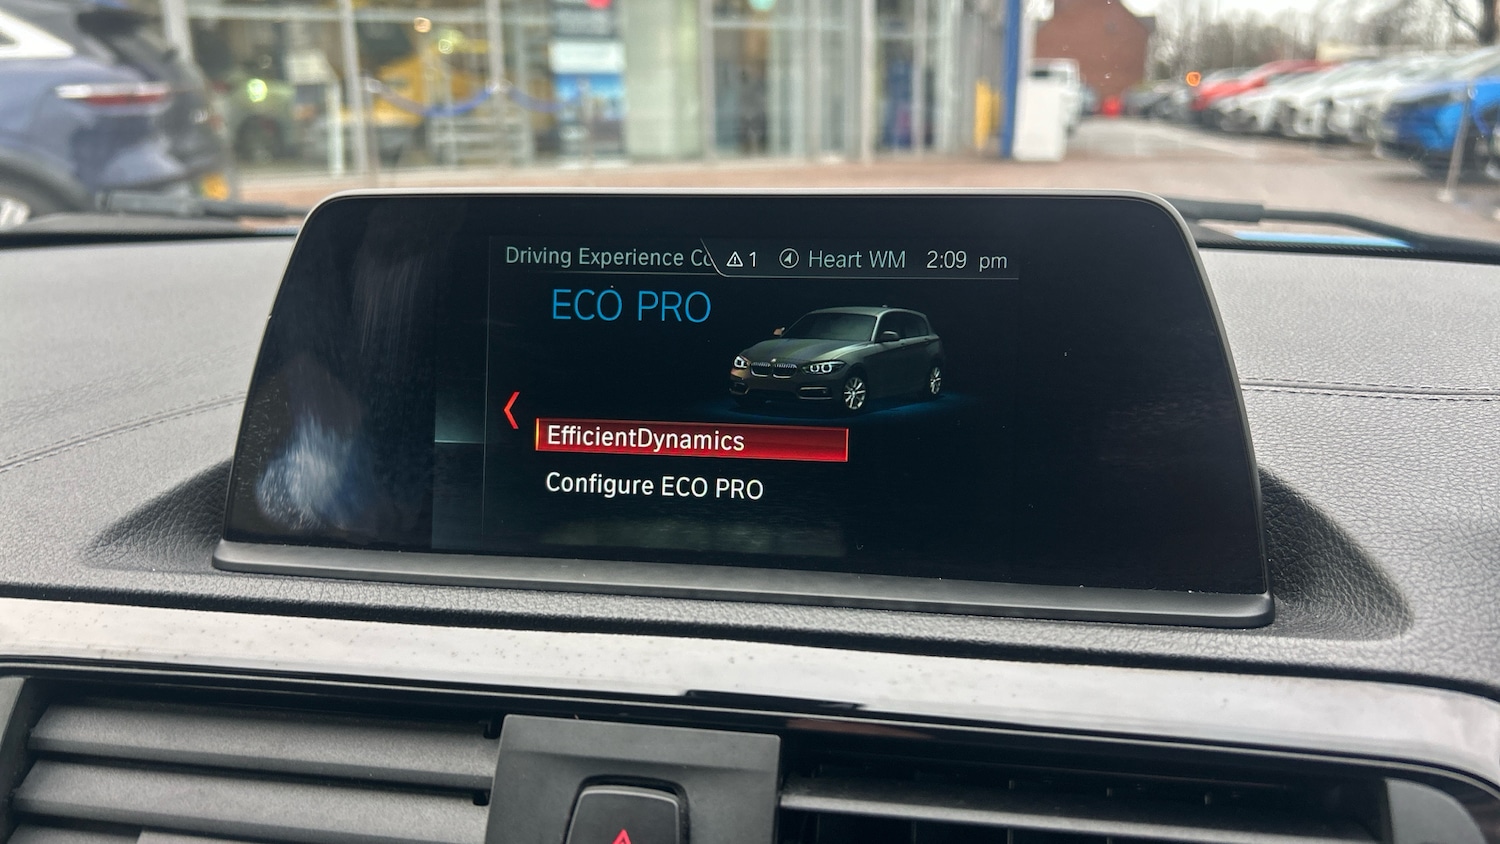 Driving Experience Co 1 Heart WM 2:09 pm
ECO PRO
EfficientDynamics
Configure ECO PRO